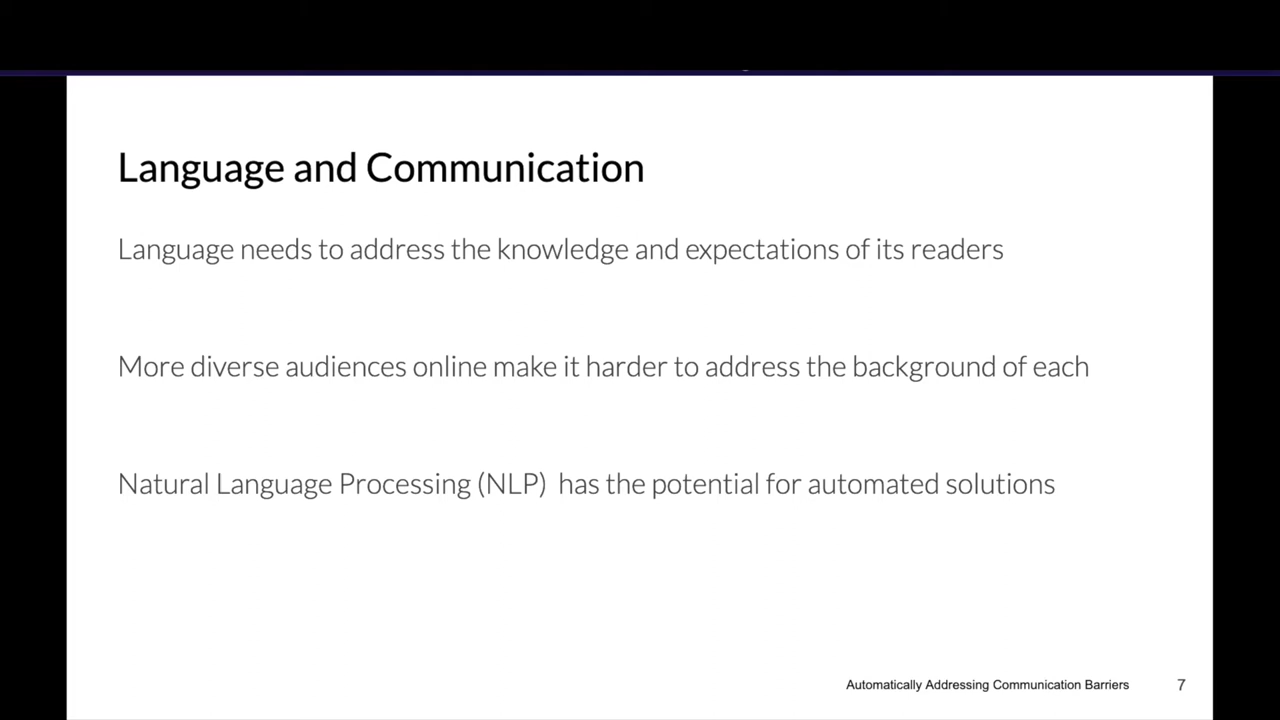 Language and Communication
Language needs to address the knowledge and expectations of its readers
More diverse audiences online make it harder to address the background of each
Natural Language Processing (NLP) has the potential for automated solutions
Automatically Addressing Communication Barriers 7